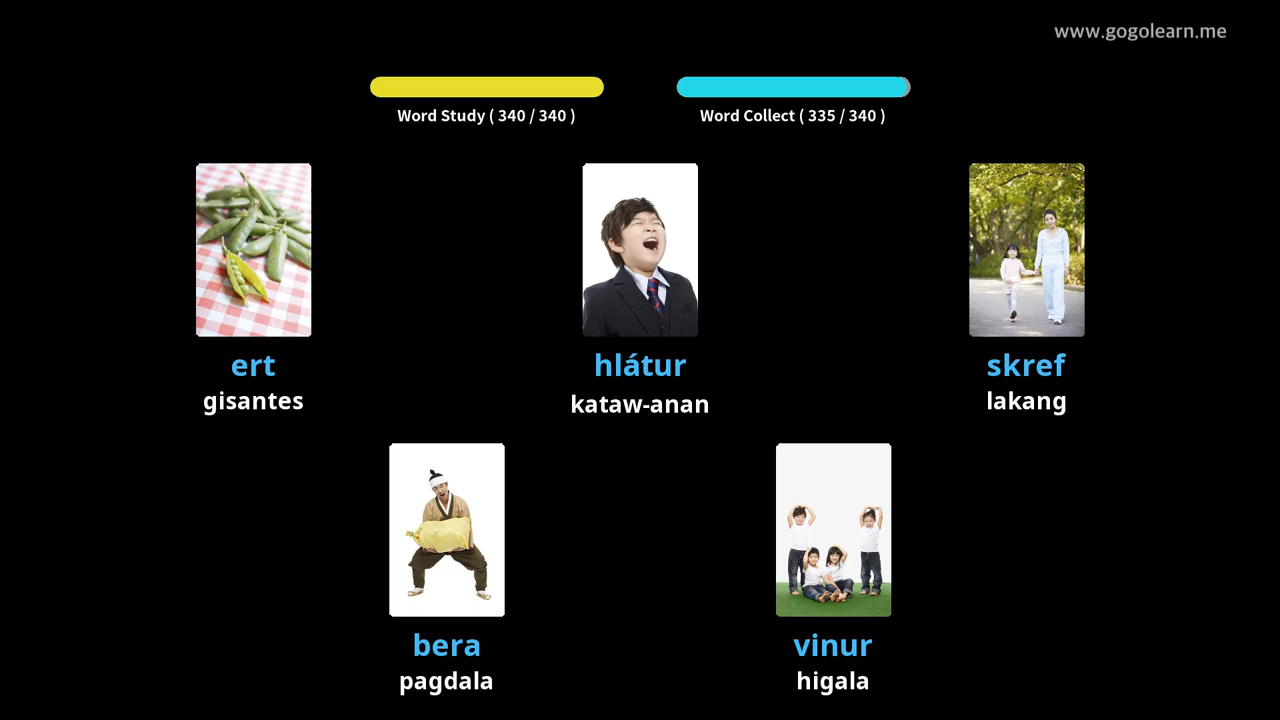 www.gogolearn.me
Word Study ( 340 / 340 )
Word Collect ( 335 / 340 )
ert
gisantes
hlátur
kataw-anan
skref
lakang
bera
pagdala
vinur
higala